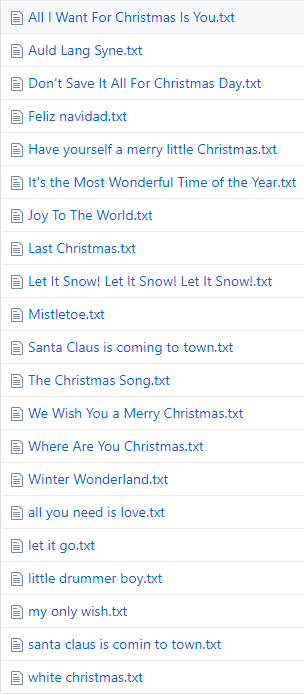 All I Want For Christmas Is You.txt
Auld Lang Syne.txt
Don't Save It All For Christmas Day.txt
Feliz navidad.txt
Have yourself a merry little Christmas.txt
It's the Most Wonderful Time of the Year.txt
Joy To The World.txt
Last Christmas.txt
Let It Snow! Let It Snow! Let It Snow!.txt
Mistletoe.txt
Santa Claus is coming to town.txt
The Christmas Song.txt
We Wish You a Merry Christmas.txt
Where Are You Christmas.txt
Winter Wonderland.txt
all you need is love.txt
let it go.txt
little drummer boy.txt
my only wish.txt
santa claus is comin to town.txt
white christmas.txt